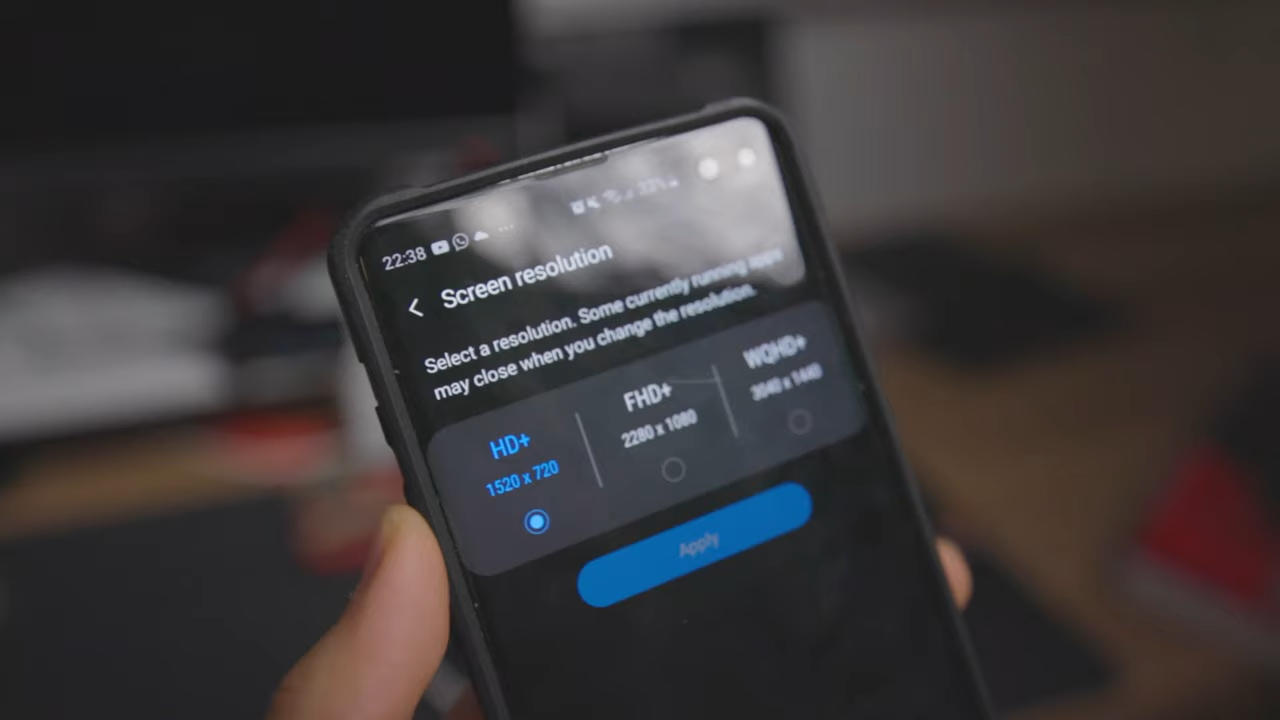 22:38
Screen resolution
Select a resolution. Some currently running apps
may close when you change the resolution.
HD+
1520 x 720
FHD+
2280 x 1080
WQHD+
3040 x 1440
Apply